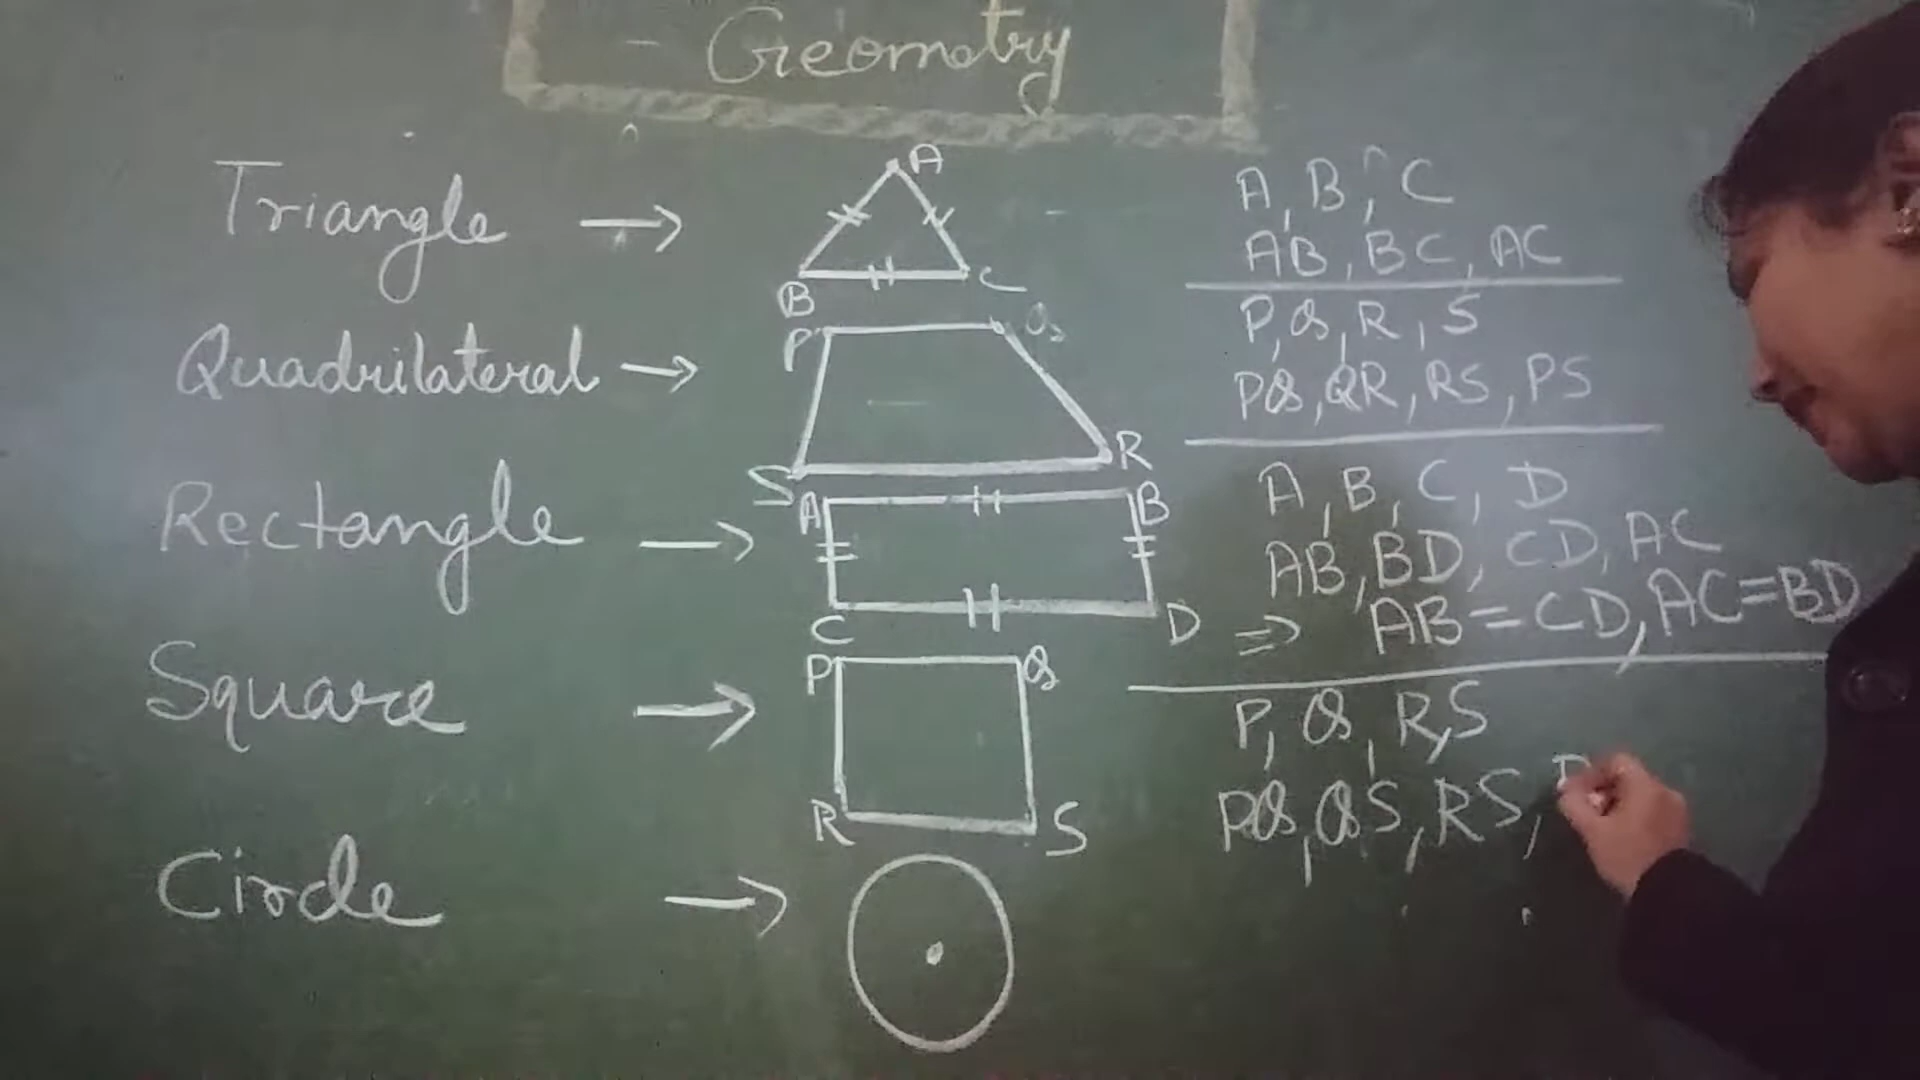 Geometry
Triangle →
A
B
C
A, B, C
AB, BC, AC
Quadrilateral →
P
Q
S
R
P, Q, R, S
PQ, QR, RS, PS
Rectangle →
A
B
C
D
A, B, C, D
AB, BD, CD, AC
⇒ AB = CD, AC = BD
Square →
P
Q
R
S
P, Q, R, S
PQ, QS, RS,
Circle →